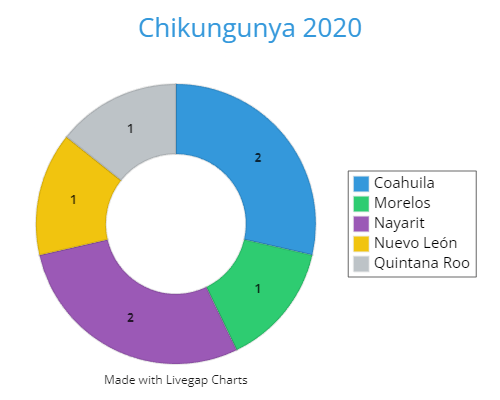 Chikungunya 2020
1
2
Coahuila
Morelos
Nayarit
Nuevo León
Quintana Roo
1
1
2
Made with Livegap Charts